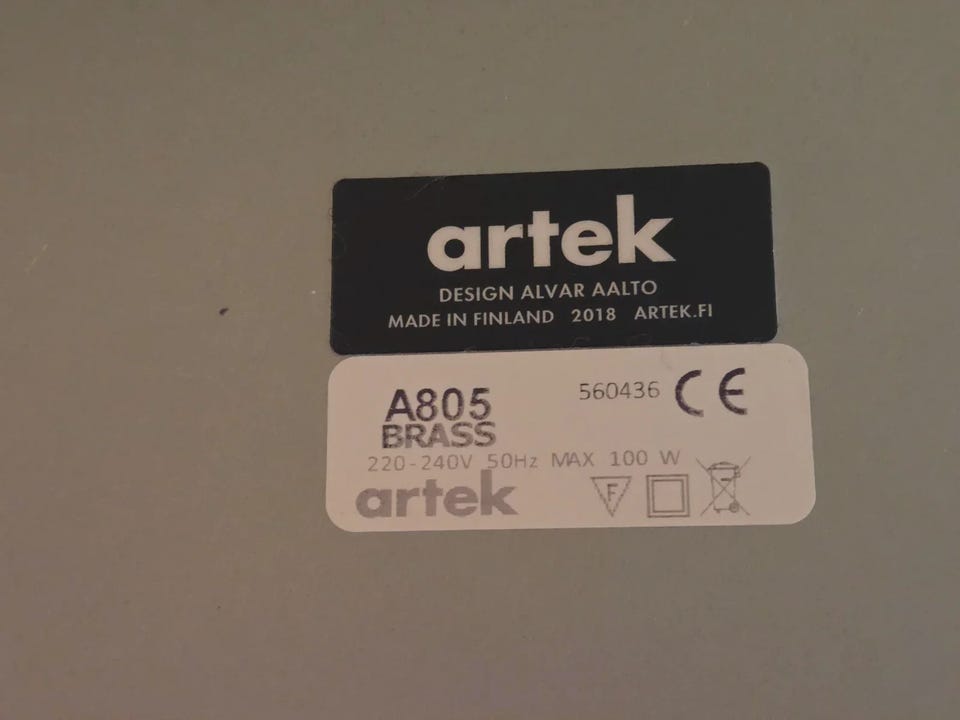 artek
DESIGN ALVAR AALTO
MADE IN FINLAND 2018 ARTEK.FI
A805 560436 CE
BRASS
220-240V 50Hz MAX 100 W
artek F